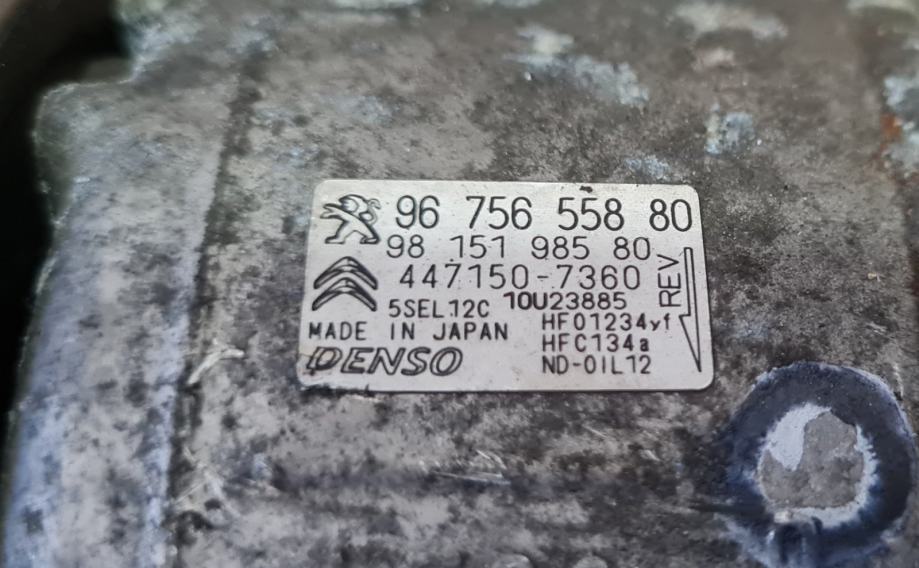 96 756 558 80
98 151 985 80
447150-7360
5SEL12C 10U23885
MADE IN JAPAN HFO1234yf
HFC134a
DENSO ND-OIL12
REV